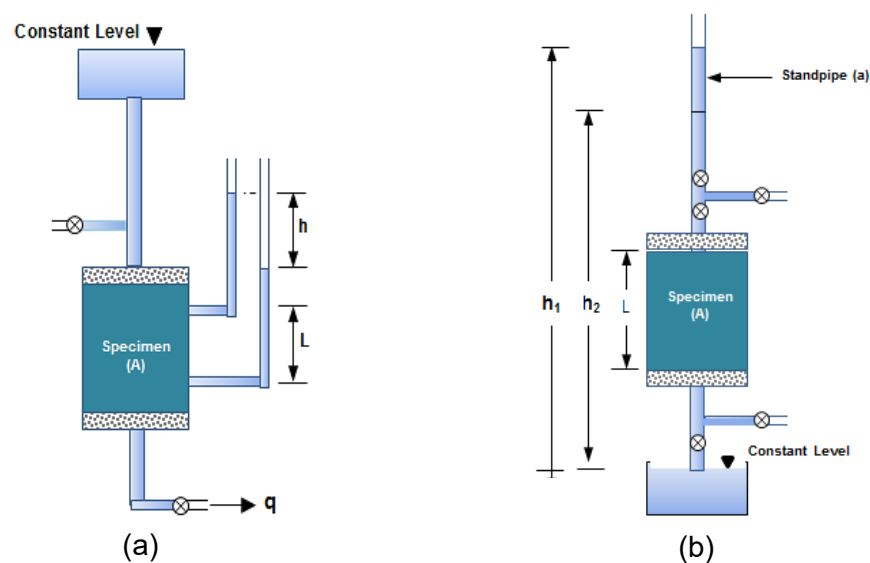 Constant Level
h
L
Specimen
(A)
q
(a)
Standpipe (a)
h₁
h₂
L
Specimen
(A)
Constant Level
(b)